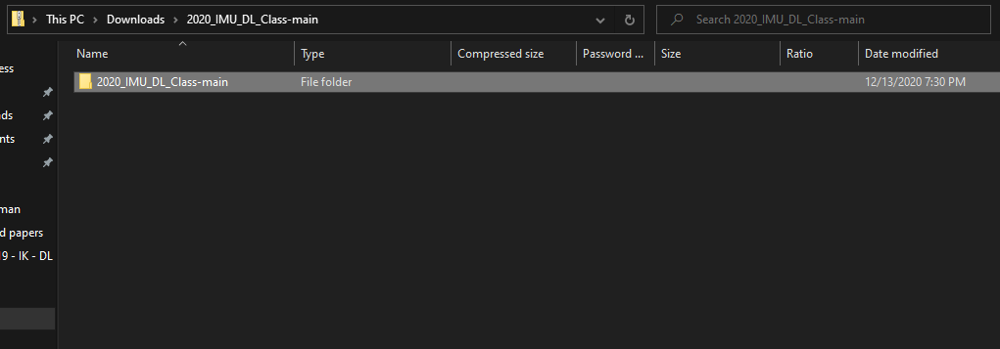 This PC > Downloads > 2020_IMU_DL_Class-main
Search 2020_IMU_DL_Class-main
Name Type Compressed size Password ... Size Ratio Date modified
ess
2020_IMU_DL_Class-main File folder 12/13/2020 7:30 PM
ds
nts
man
d papers
9 - IK - DL